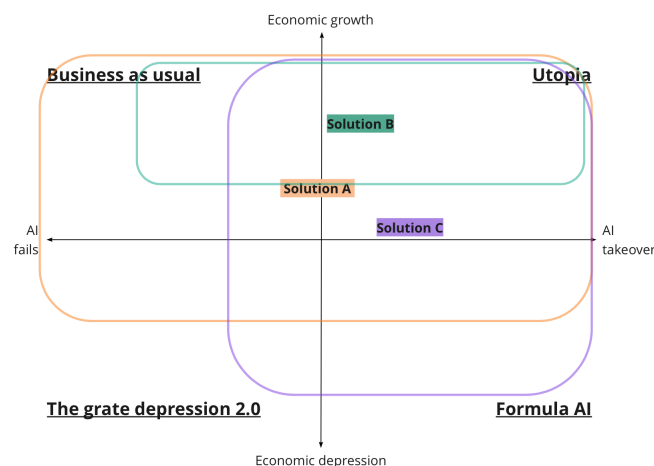 Economic growth
Business as usual
Utopia
Solution B
Solution A
Solution C
AI
fails
AI
takeover
The grate depression 2.0
Formula AI
Economic depression